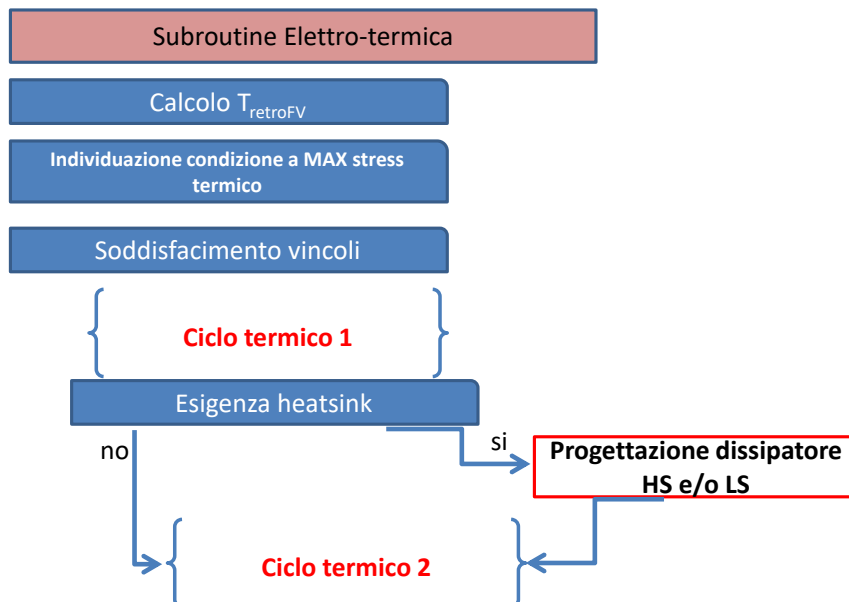 Subroutine Elettro-termica
Calcolo TretroFV
Individuazione condizione a MAX stress
termico
Soddisfacimento vincoli
Ciclo termico 1
Esigenza heatsink
no
si
Progettazione dissipatore
HS e/o LS
Ciclo termico 2